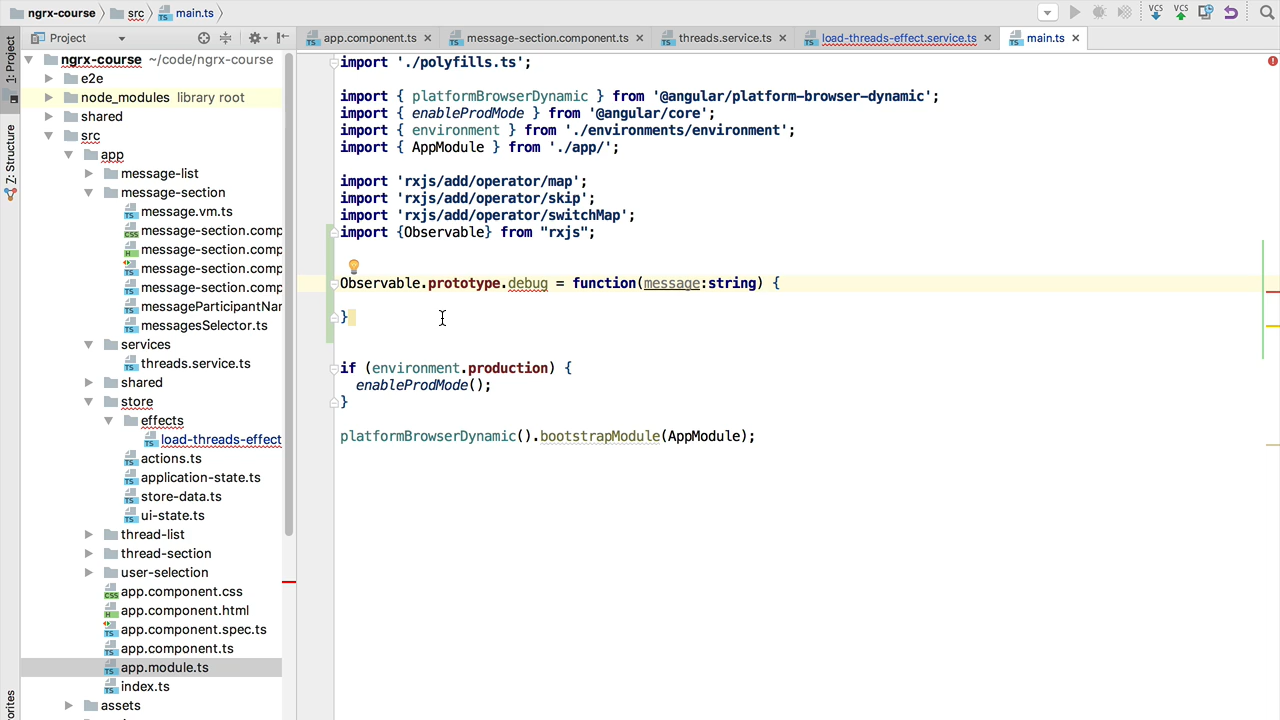 ngrx-course src main.ts
VCS VCS
1: Project
Z: Structure
orites
Project
ngrx-course ~/code/ngrx-course
e2e
node_modules library root
shared
src
app
message-list
message-section
message.vm.ts
message-section.comp
message-section.comp
message-section.comp
message-section.comp
messageParticipantNar
messagesSelector.ts
services
threads.service.ts
shared
store
effects
load-threads-effect
actions.ts
application-state.ts
store-data.ts
ui-state.ts
thread-list
thread-section
user-selection
app.component.css
app.component.html
app.component.spec.ts
app.component.ts
app.module.ts
index.ts
assets
app.component.ts message-section.component.ts threads.service.ts load-threads-effect.service.ts main.ts
import './polyfills.ts';
import { platformBrowserDynamic } from '@angular/platform-browser-dynamic';
import { enableProdMode } from '@angular/core';
import { environment } from './environments/environment';
import { AppModule } from './app/';
import 'rxjs/add/operator/map';
import 'rxjs/add/operator/skip';
import 'rxjs/add/operator/switchMap';
import {Observable} from "rxjs";
Observable.prototype.debug = function(message:string) {
}
if (environment.production) {
enableProdMode();
}
platformBrowserDynamic().bootstrapModule(AppModule);